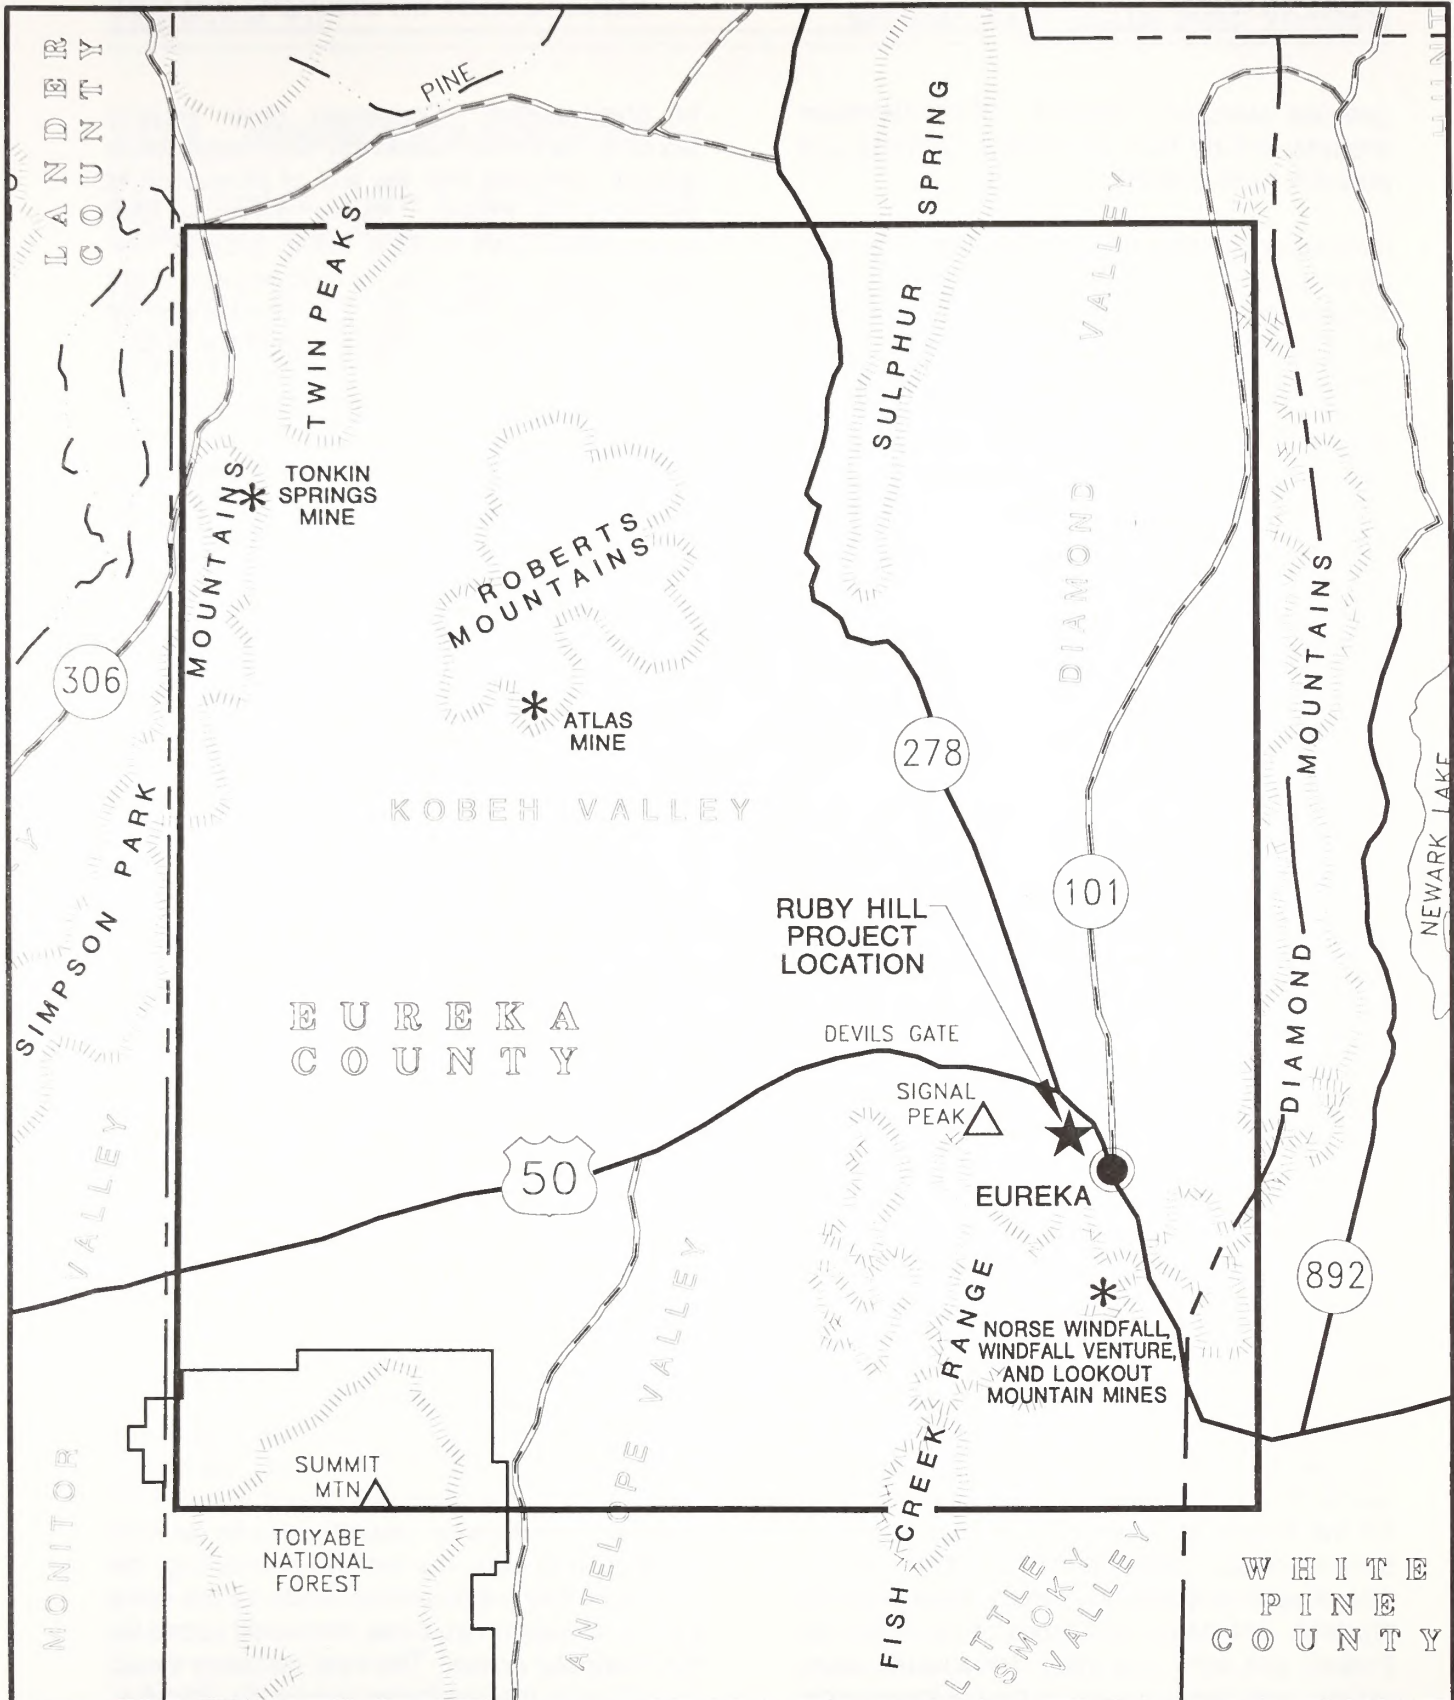 LANDER
COUNTY
PINE
SPRING
SULPHUR
VALLEY
DIAMOND
TWIN PEAKS
TONKIN
SPRINGS
MINE
MOUNTAINS
SIMPSON PARK
ROBERTS
MOUNTAINS
ATLAS
MINE
306
278
101
KOBEH VALLEY
MOUNTAINS
DIAMOND
NEWARK LAKE
RUBY HILL
PROJECT
LOCATION
EUREKA
COUNTY
DEVILS GATE
SIGNAL
PEAK
50
EUREKA
VALLEY
MONITOR
892
NORSE WINDFALL,
WINDFALL VENTURE,
AND LOOKOUT
MOUNTAIN MINES
FISH CREEK RANGE
ANTELOPE VALLEY
SUMMIT
MTN
TOIYABE
NATIONAL
FOREST
LITTLE
SMOKY
VALLEY
WHITE
PINE
COUNTY